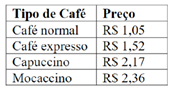 Tipo de Café Preço
Café normal R$ 1,05
Café expresso R$ 1,52
Capuccino R$ 2,17
Mocaccino R$ 2,36